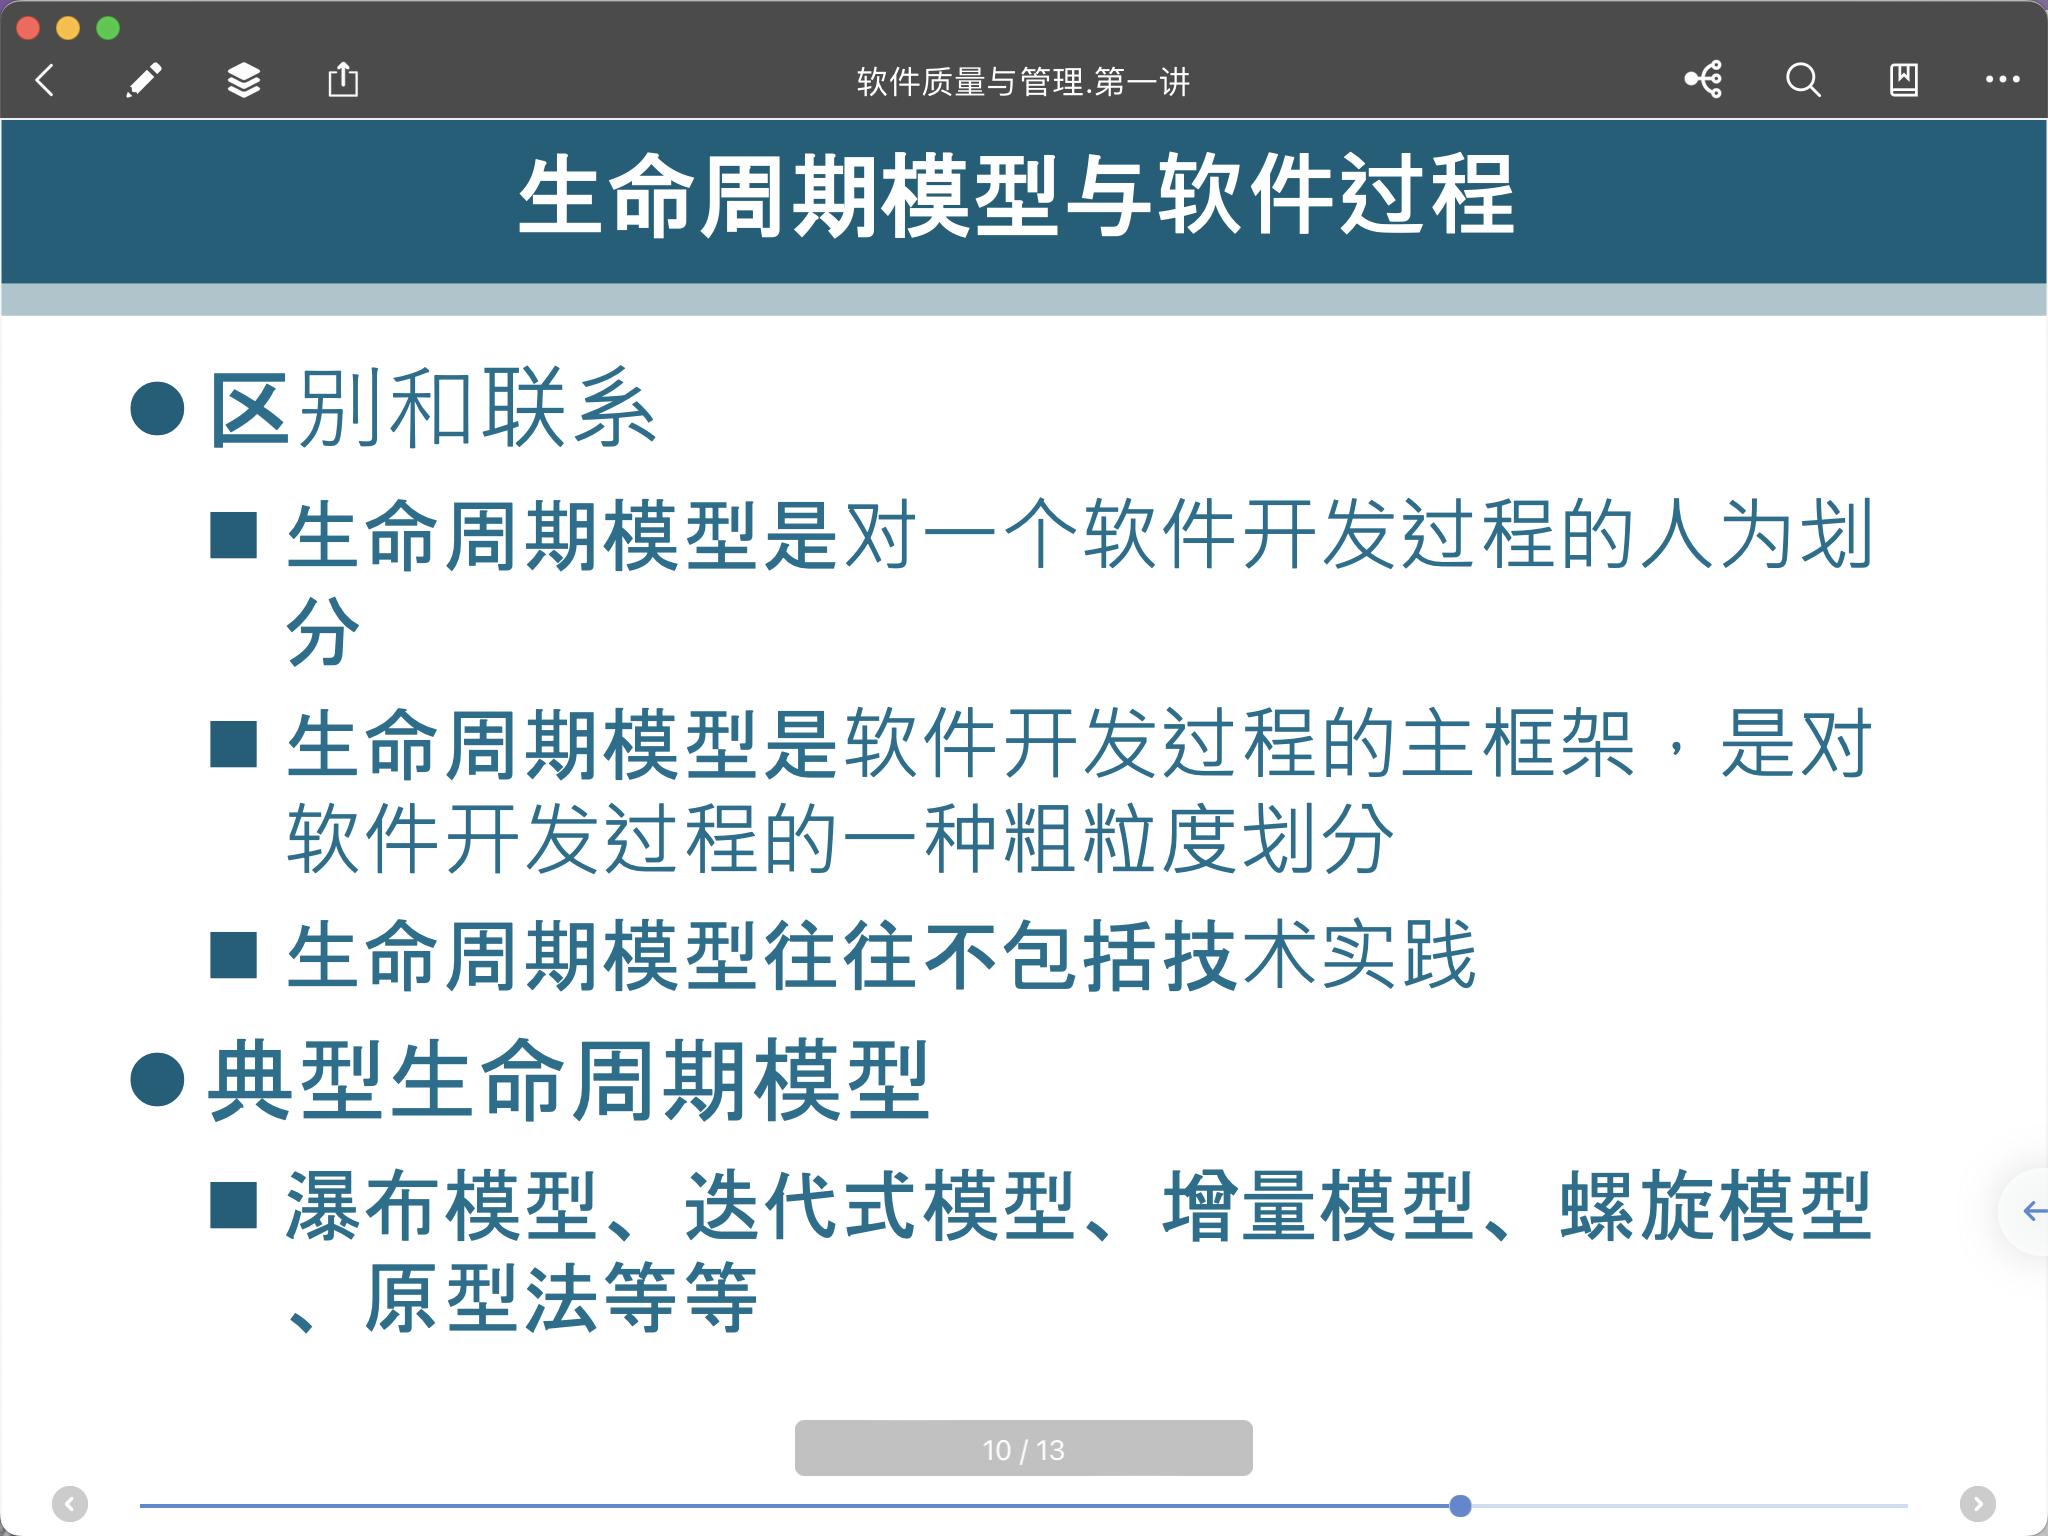 软件质量与管理.第一讲
生命周期模型与软件过程
区别和联系
生命周期模型是对一个软件开发过程的人为划
分
生命周期模型是软件开发过程的主框架，是对
软件开发过程的一种粗粒度划分
生命周期模型往往不包括技术实践
典型生命周期模型
瀑布模型、迭代式模型、增量模型、螺旋模型
、原型法等等
10 / 13